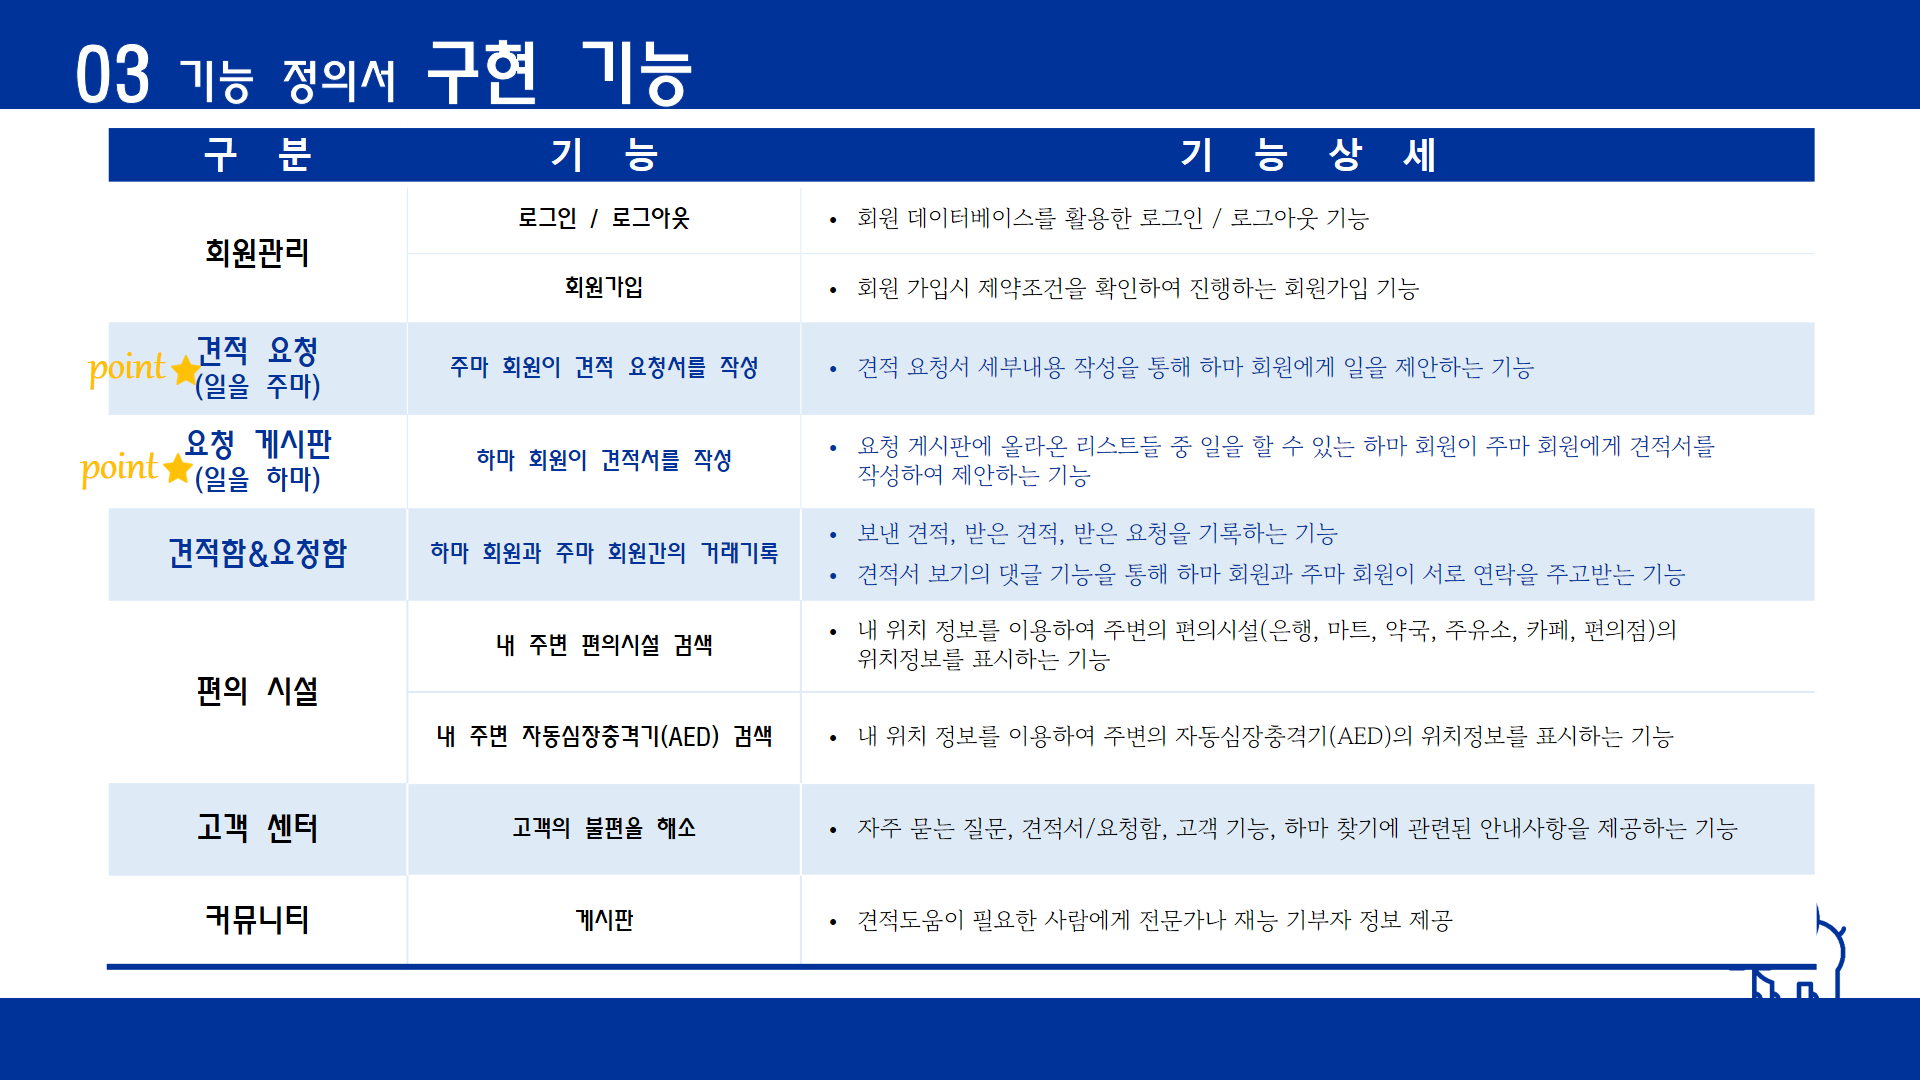 03 기능 정의서 구현 기능
구 분 기 능 기 능 상 세
회원관리
로그인 / 로그아웃
• 회원 데이터베이스를 활용한 로그인 / 로그아웃 기능
회원가입
• 회원 가입시 제약조건을 확인하여 진행하는 회원가입 기능
point
견적 요청
(일을 주마)
주마 회원이 견적 요청서를 작성
• 견적 요청서 세부내용 작성을 통해 하마 회원에게 일을 제안하는 기능
point
요청 게시판
(일을 하마)
하마 회원이 견적서를 작성
• 요청 게시판에 올라온 리스트들 중 일을 할 수 있는 하마 회원이 주마 회원에게 견적서를
작성하여 제안하는 기능
견적함&요청함
하마 회원과 주마 회원간의 거래기록
• 보낸 견적, 받은 견적, 받은 요청을 기록하는 기능
• 견적서 보기의 댓글 기능을 통해 하마 회원과 주마 회원이 서로 연락을 주고받는 기능
편의 시설
내 주변 편의시설 검색
• 내 위치 정보를 이용하여 주변의 편의시설(은행, 마트, 약국, 주유소, 카페, 편의점)의
위치정보를 표시하는 기능
내 주변 자동심장충격기(AED) 검색
• 내 위치 정보를 이용하여 주변의 자동심장충격기(AED)의 위치정보를 표시하는 기능
고객 센터
고객의 불편을 해소
• 자주 묻는 질문, 견적서/요청함, 고객 기능, 하마 찾기에 관련된 안내사항을 제공하는 기능
커뮤니티
게시판
• 견적도움이 필요한 사람에게 전문가나 재능 기부자 정보 제공